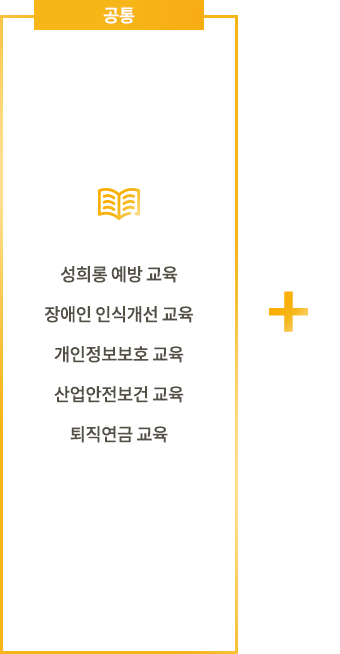 공통
성희롱 예방 교육
장애인 인식개선 교육
개인정보보호 교육
산업안전보건 교육
퇴직연금 교육